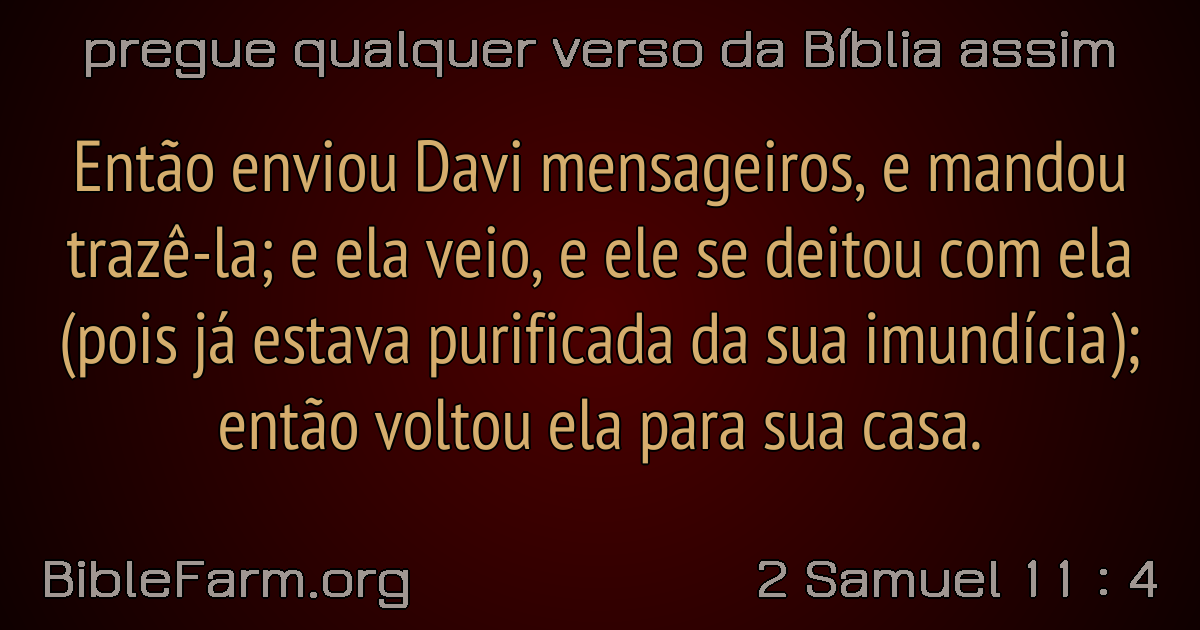 pregue qualquer verso da Bíblia assim
Então enviou Davi mensageiros, e mandou
trazê-la; e ela veio, e ele se deitou com ela
(pois já estava purificada da sua imundícia);
então voltou ela para sua casa.
BibleFarm.org
2 Samuel 11 : 4